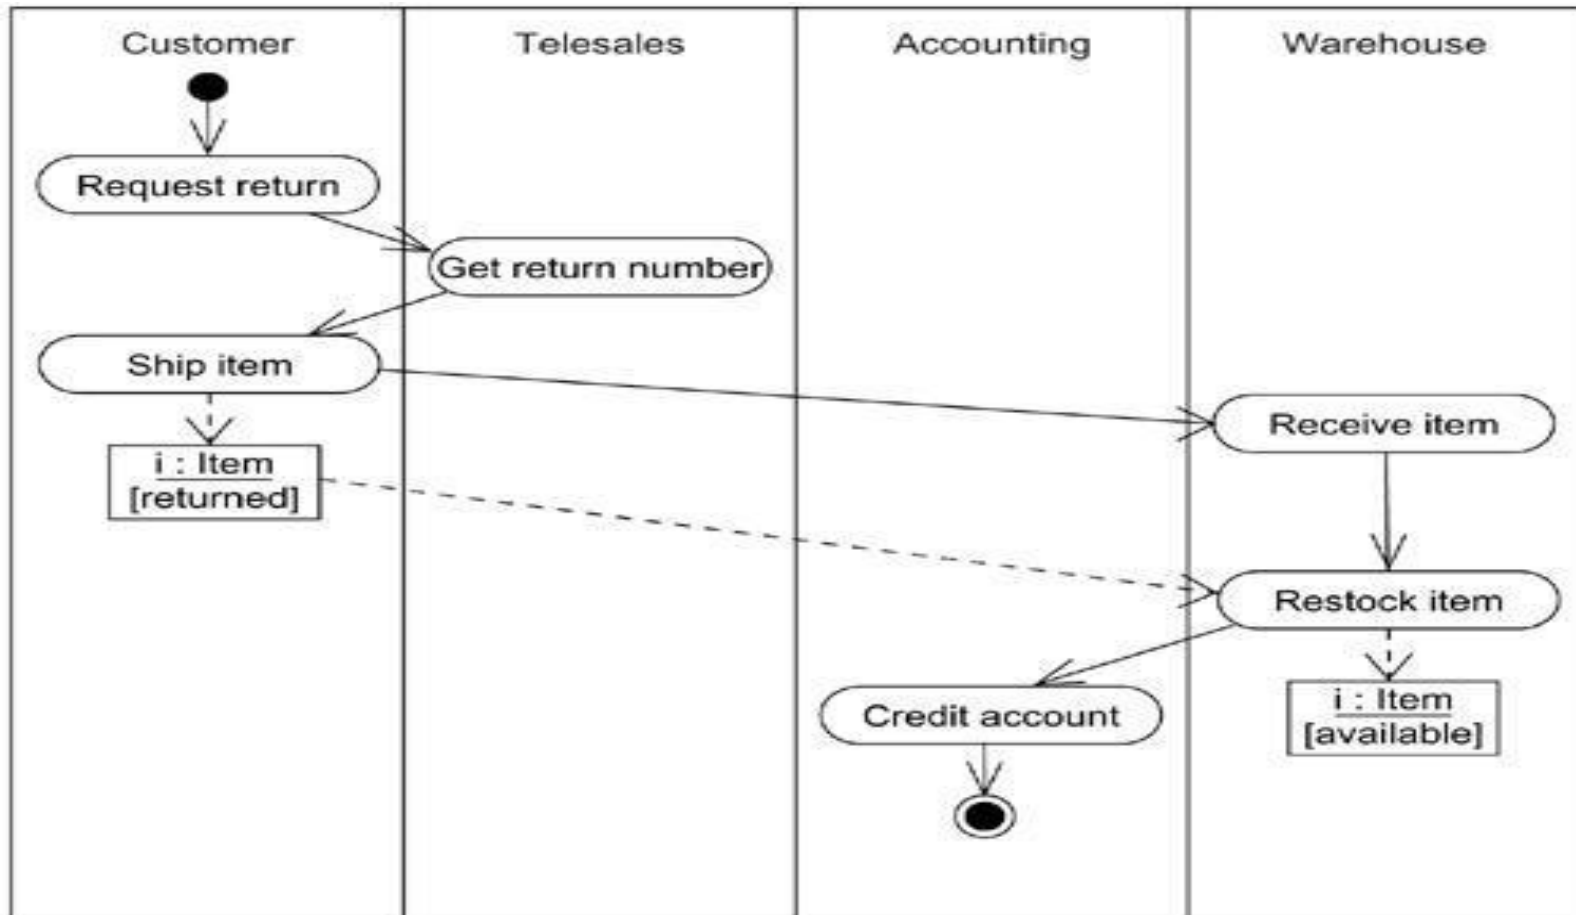 Customer
Telesales
Accounting
Warehouse
Request return
Get return number
Ship item
Receive item
i : Item
[returned]
Restock item
Credit account
i : Item
[available]